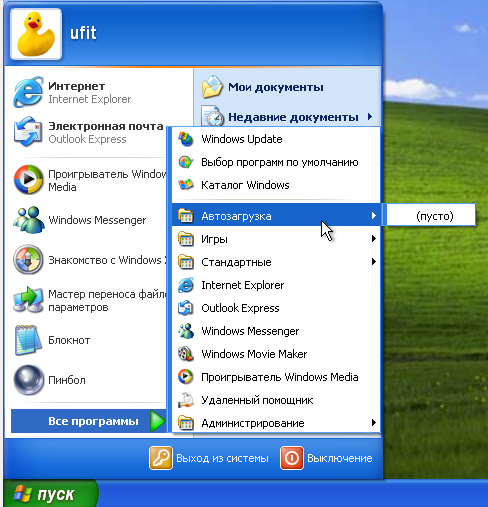 ufit
Интернет
Internet Explorer
Электронная почта
Outlook Express
Проигрыватель Window
Media
Windows Messenger
Знакомство с Windows
Мастер переноса файло
параметров
Блокнот
Пинбол
Все программы
Мои документы
Недавние документы
Windows Update
Выбор программ по умолчанию
Каталог Windows
Автозагрузка
(пусто)
Игры
Стандартные
Internet Explorer
Outlook Express
Windows Messenger
Windows Movie Maker
Проигрыватель Windows Media
Удаленный помощник
Администрирование
Выход из системы
Выключение
пуск